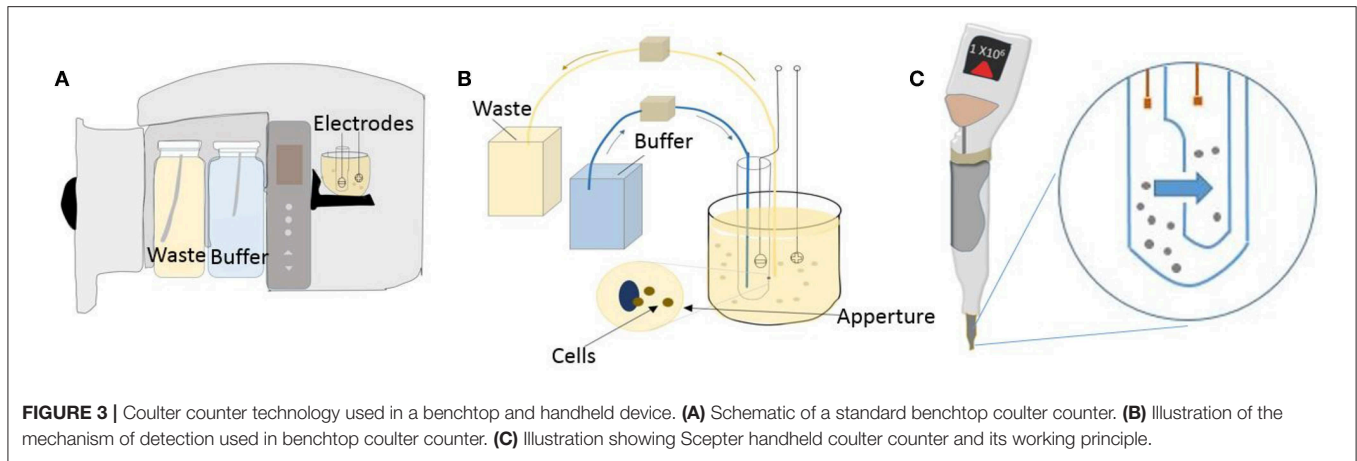 A
Electrodes
Waste
Buffer
B
Waste
Buffer
Apperture
Cells
C
1 X10⁶
FIGURE 3 | Coulter counter technology used in a benchtop and handheld device. (A) Schematic of a standard benchtop coulter counter. (B) Illustration of the
mechanism of detection used in benchtop coulter counter. (C) Illustration showing Scepter handheld coulter counter and its working principle.